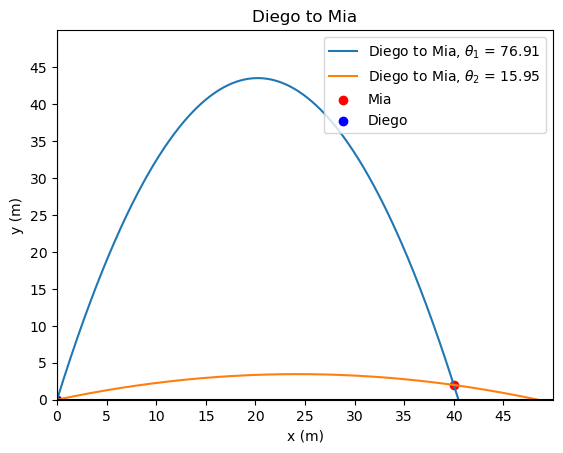 Diego to Mia
Diego to Mia, θ₁ = 76.91
Diego to Mia, θ₂ = 15.95
Mia
Diego
y (m)
45
40
35
30
25
20
15
10
5
0
0 5 10 15 20 25 30 35 40 45
x (m)